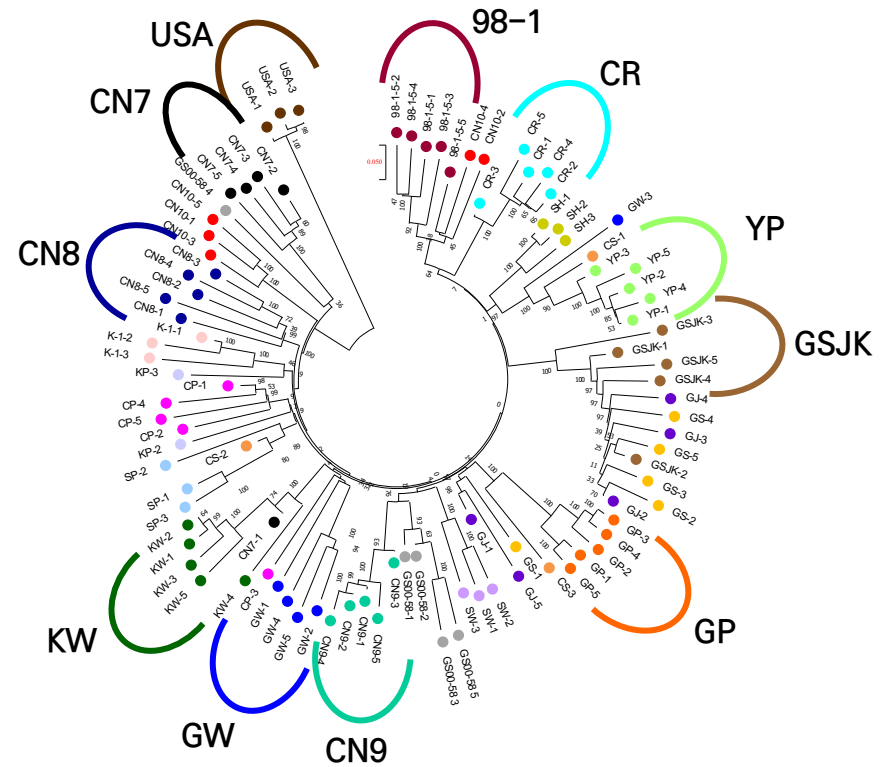 USA
98-1
CR
CN7
YP
CN8
GSJK
KW
GP
GW
CN9
USA-1
USA-2
USA-3
98-1-5-2
98-1-5-4
98-1-5-1
98-1-5-3
98-1-5-5
CN10-4
CN10-2
CR-5
CR-1
CR-4
CR-2
CR-3
SH-1
SH-2
SH-3
GW-3
CS-1
YP-3
YP-5
YP-2
YP-4
YP-1
GSJK-3
GSJK-1
GSJK-5
GSJK-4
GJ-4
GS-4
GJ-3
GS-5
GSJK-2
GS-3
GS-2
GJ-2
GP-3
GP-4
GP-2
GP-1
GP-5
CS-3
GS-1
GJ-5
GJ-1
SW-2
SW-1
SW-3
GS00-58 5
GS00-58 3
GS00-58-2
GS00-58-1
CN9-3
CN9-5
CN9-1
CN9-2
CN9-4
GW-2
GW-5
GW-4
GW-1
CP-3
KW-4
CN7-1
KW-5
KW-3
KW-1
KW-2
SP-3
SP-1
CS-2
SP-2
KP-2
CP-2
CP-5
CP-4
CP-1
KP-3
K-1-3
K-1-2
K-1-1
CN8-1
CN8-5
CN8-2
CN8-4
CN8-3
CN10-3
CN10-1
CN10-5
GS00-58-4
CN7-5
CN7-4
CN7-3
CN7-2
0.050